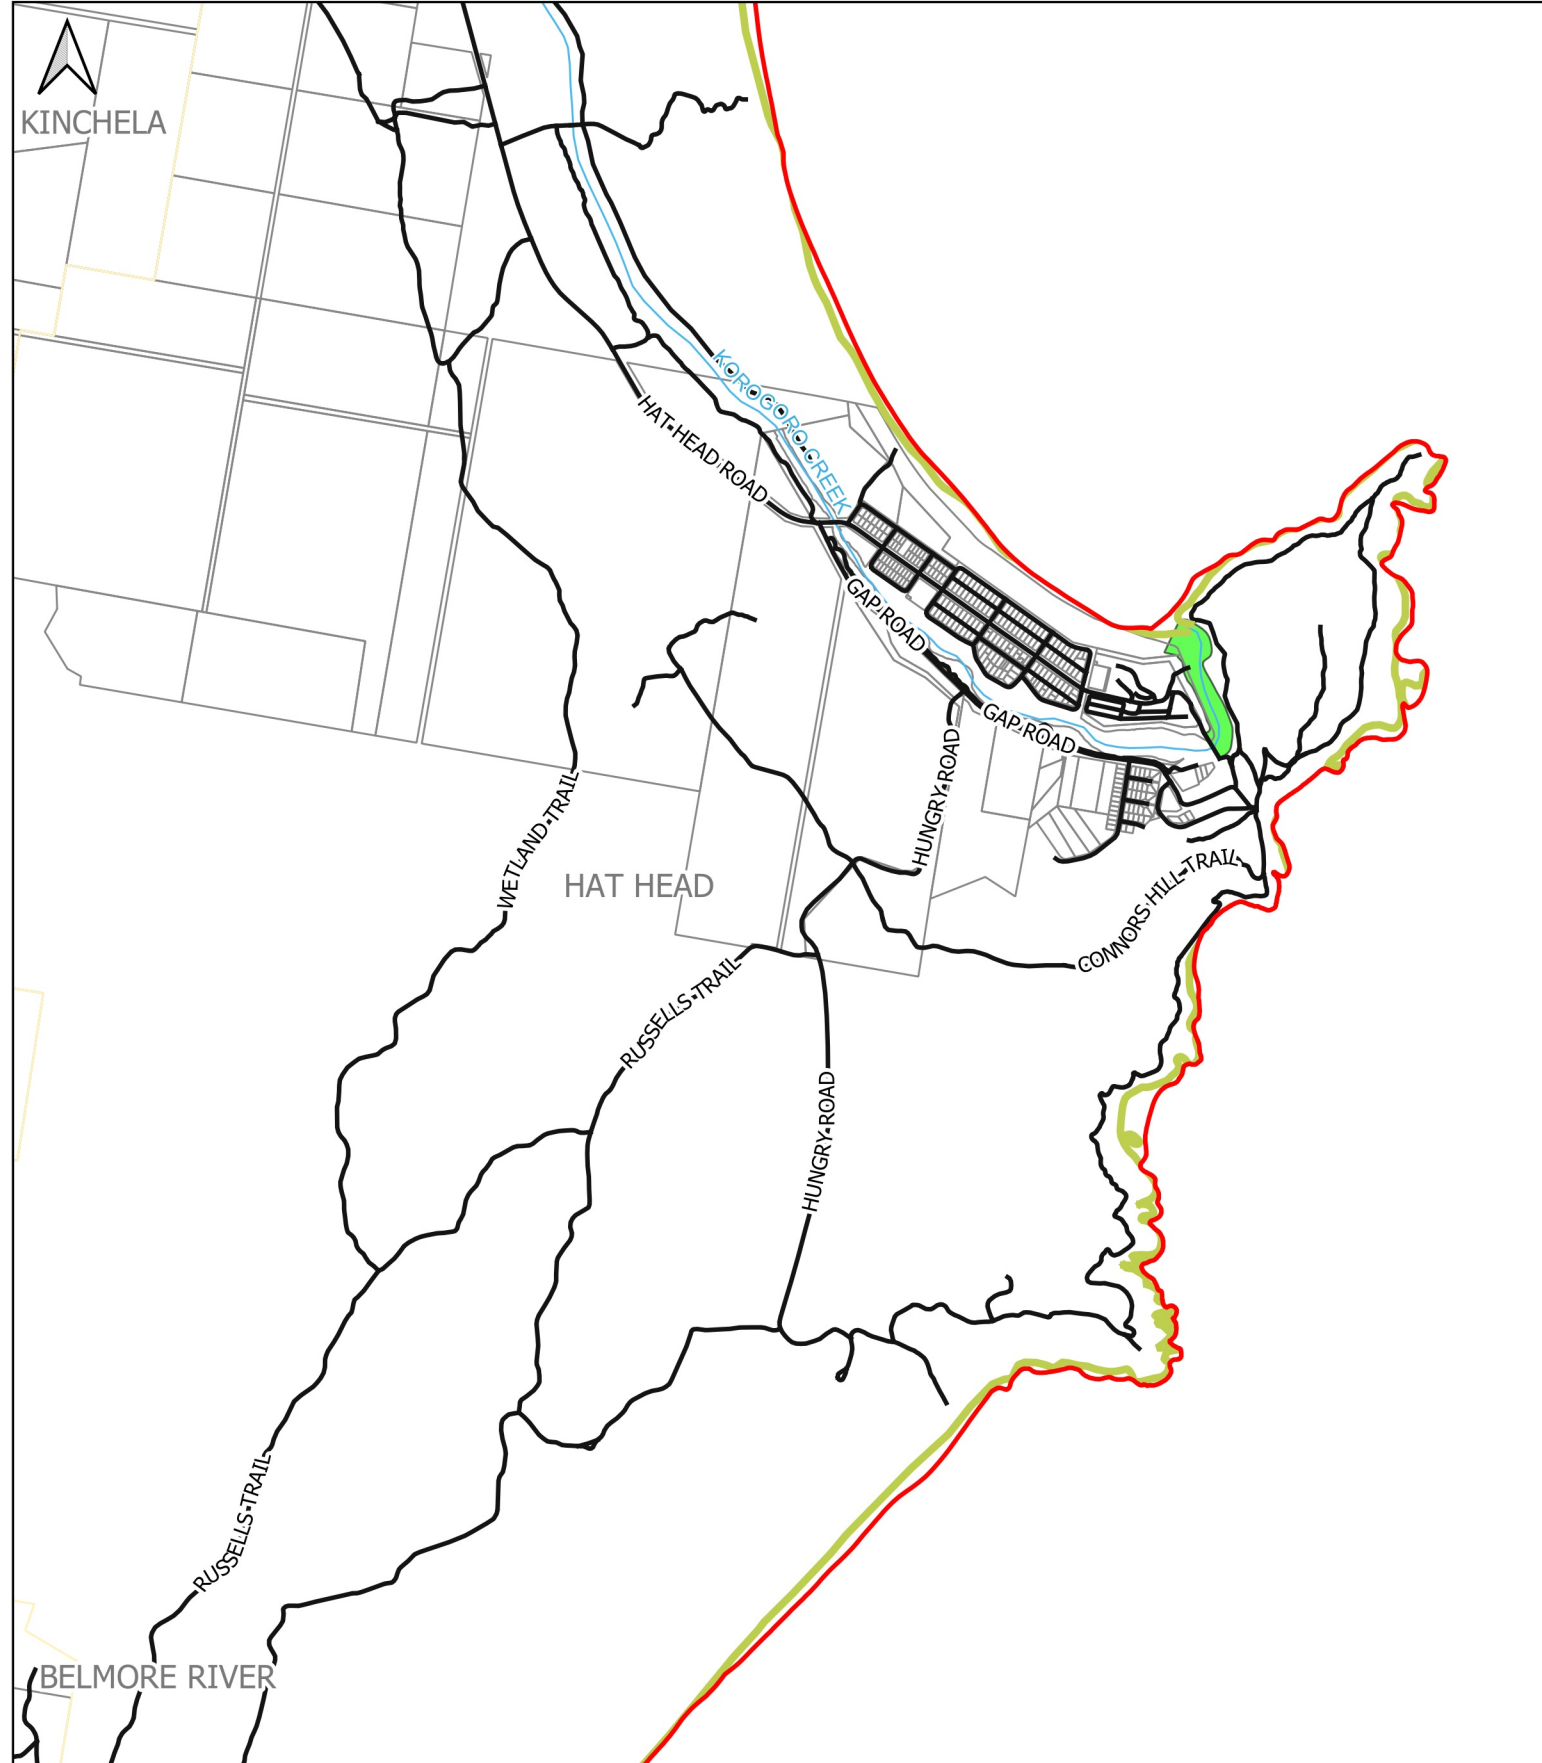 KINCHELA
KOROGORO CREEK
HAT HEAD ROAD
GAP ROAD
GAP ROAD
HUNGRY ROAD
WETLAND TRAIL
HAT HEAD
CONNORS HILL TRAIL
RUSSELLS TRAIL
HUNGRY ROAD
RUSSELLS TRAIL
BELMORE RIVER